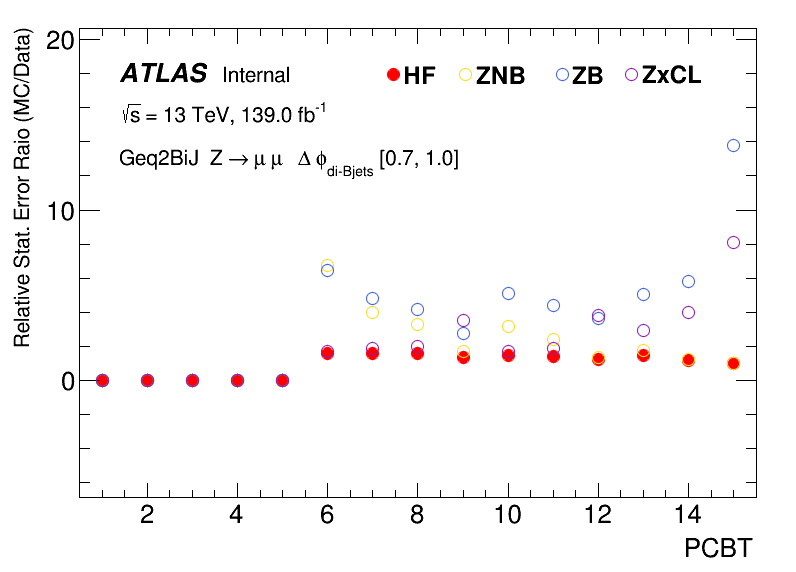 Relative Stat. Error Raio (MC/Data)
20
10
0
ATLAS Internal
HF ZNB ZB ZxCL
√s = 13 TeV, 139.0 fb-1
Geq2BiJ Z → μ μ Δ ϕdi-Bjets [0.7, 1.0]
2 4 6 8 10 12 14
PCBT